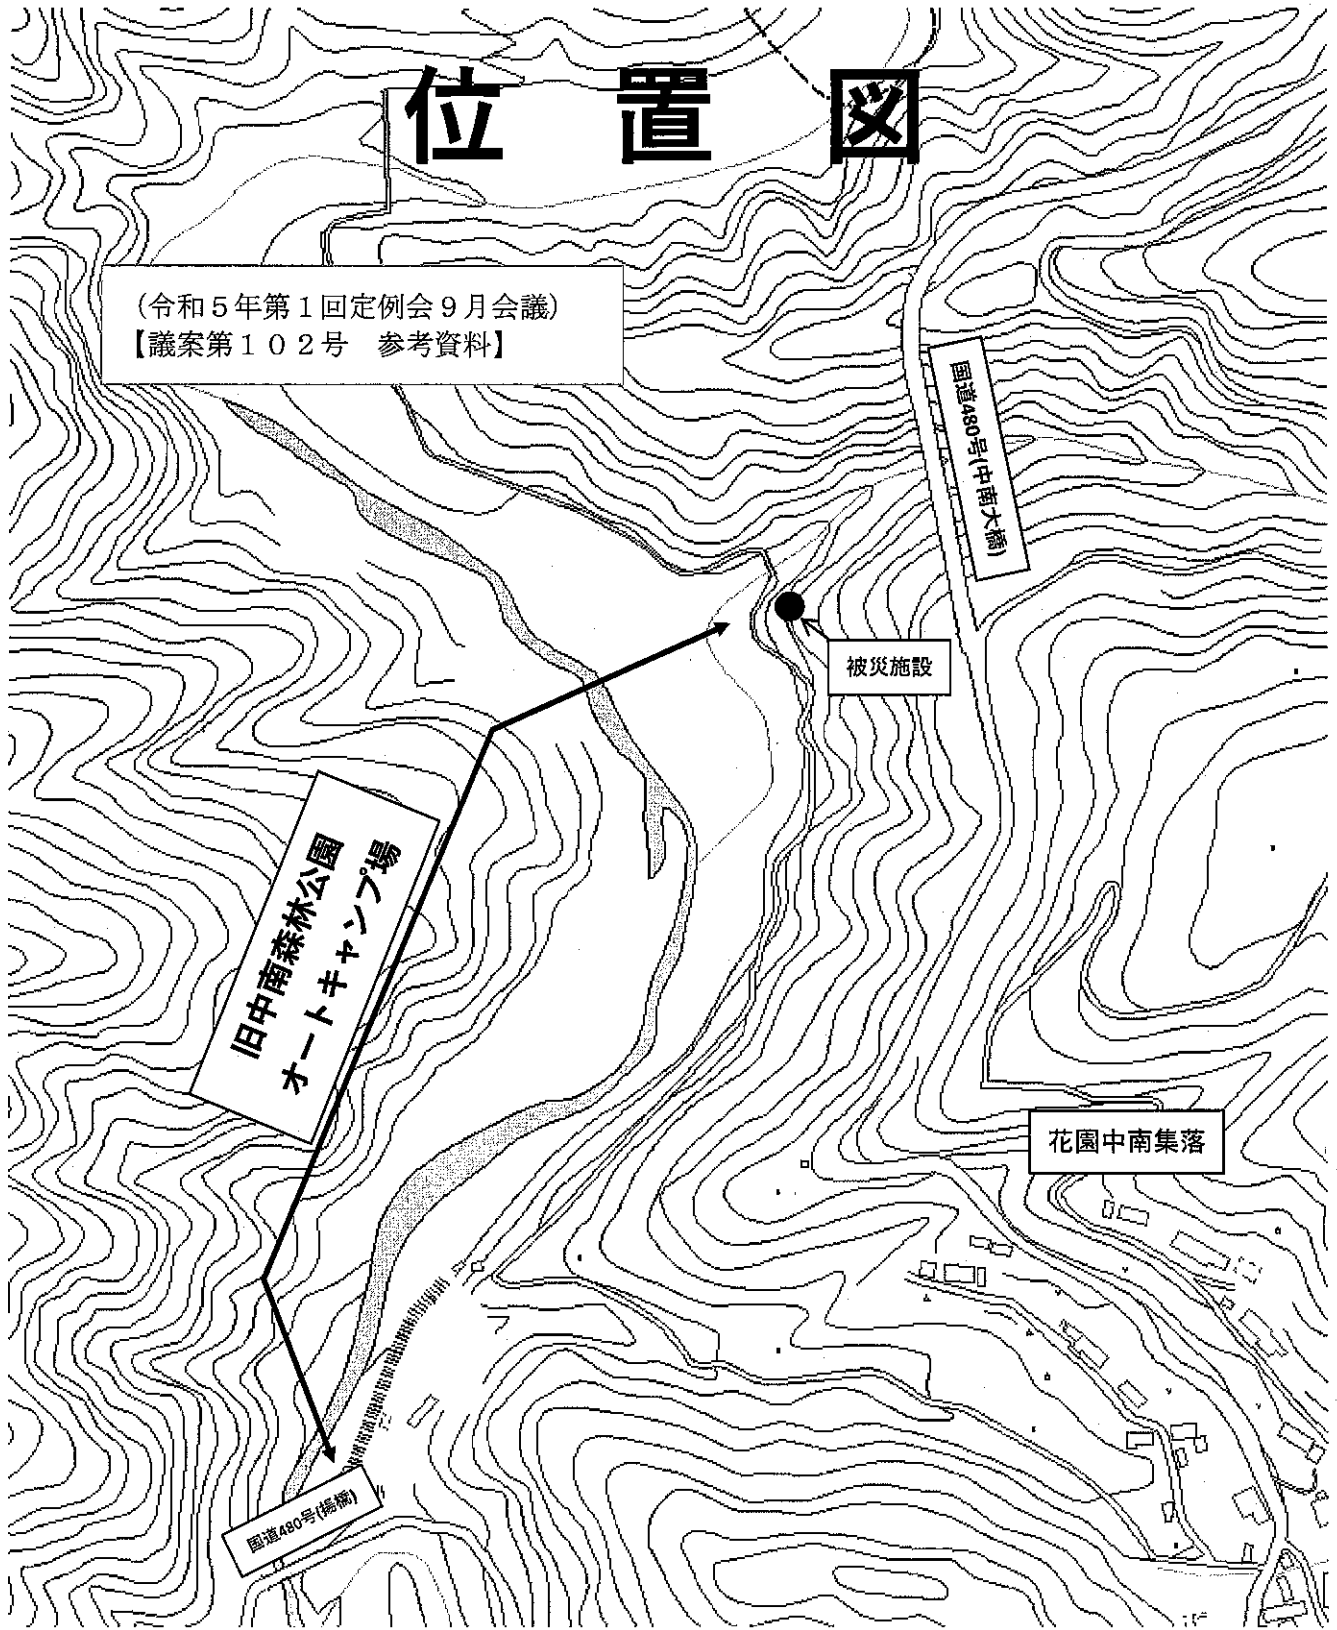 位置図
(令和5年第1回定例会9月会議)
【議案第102号 参考資料】
国道480号(中南大橋)
被災施設
旧中南森林公園
オートキャンプ場
花園中南集落
国道480号(梁橋)